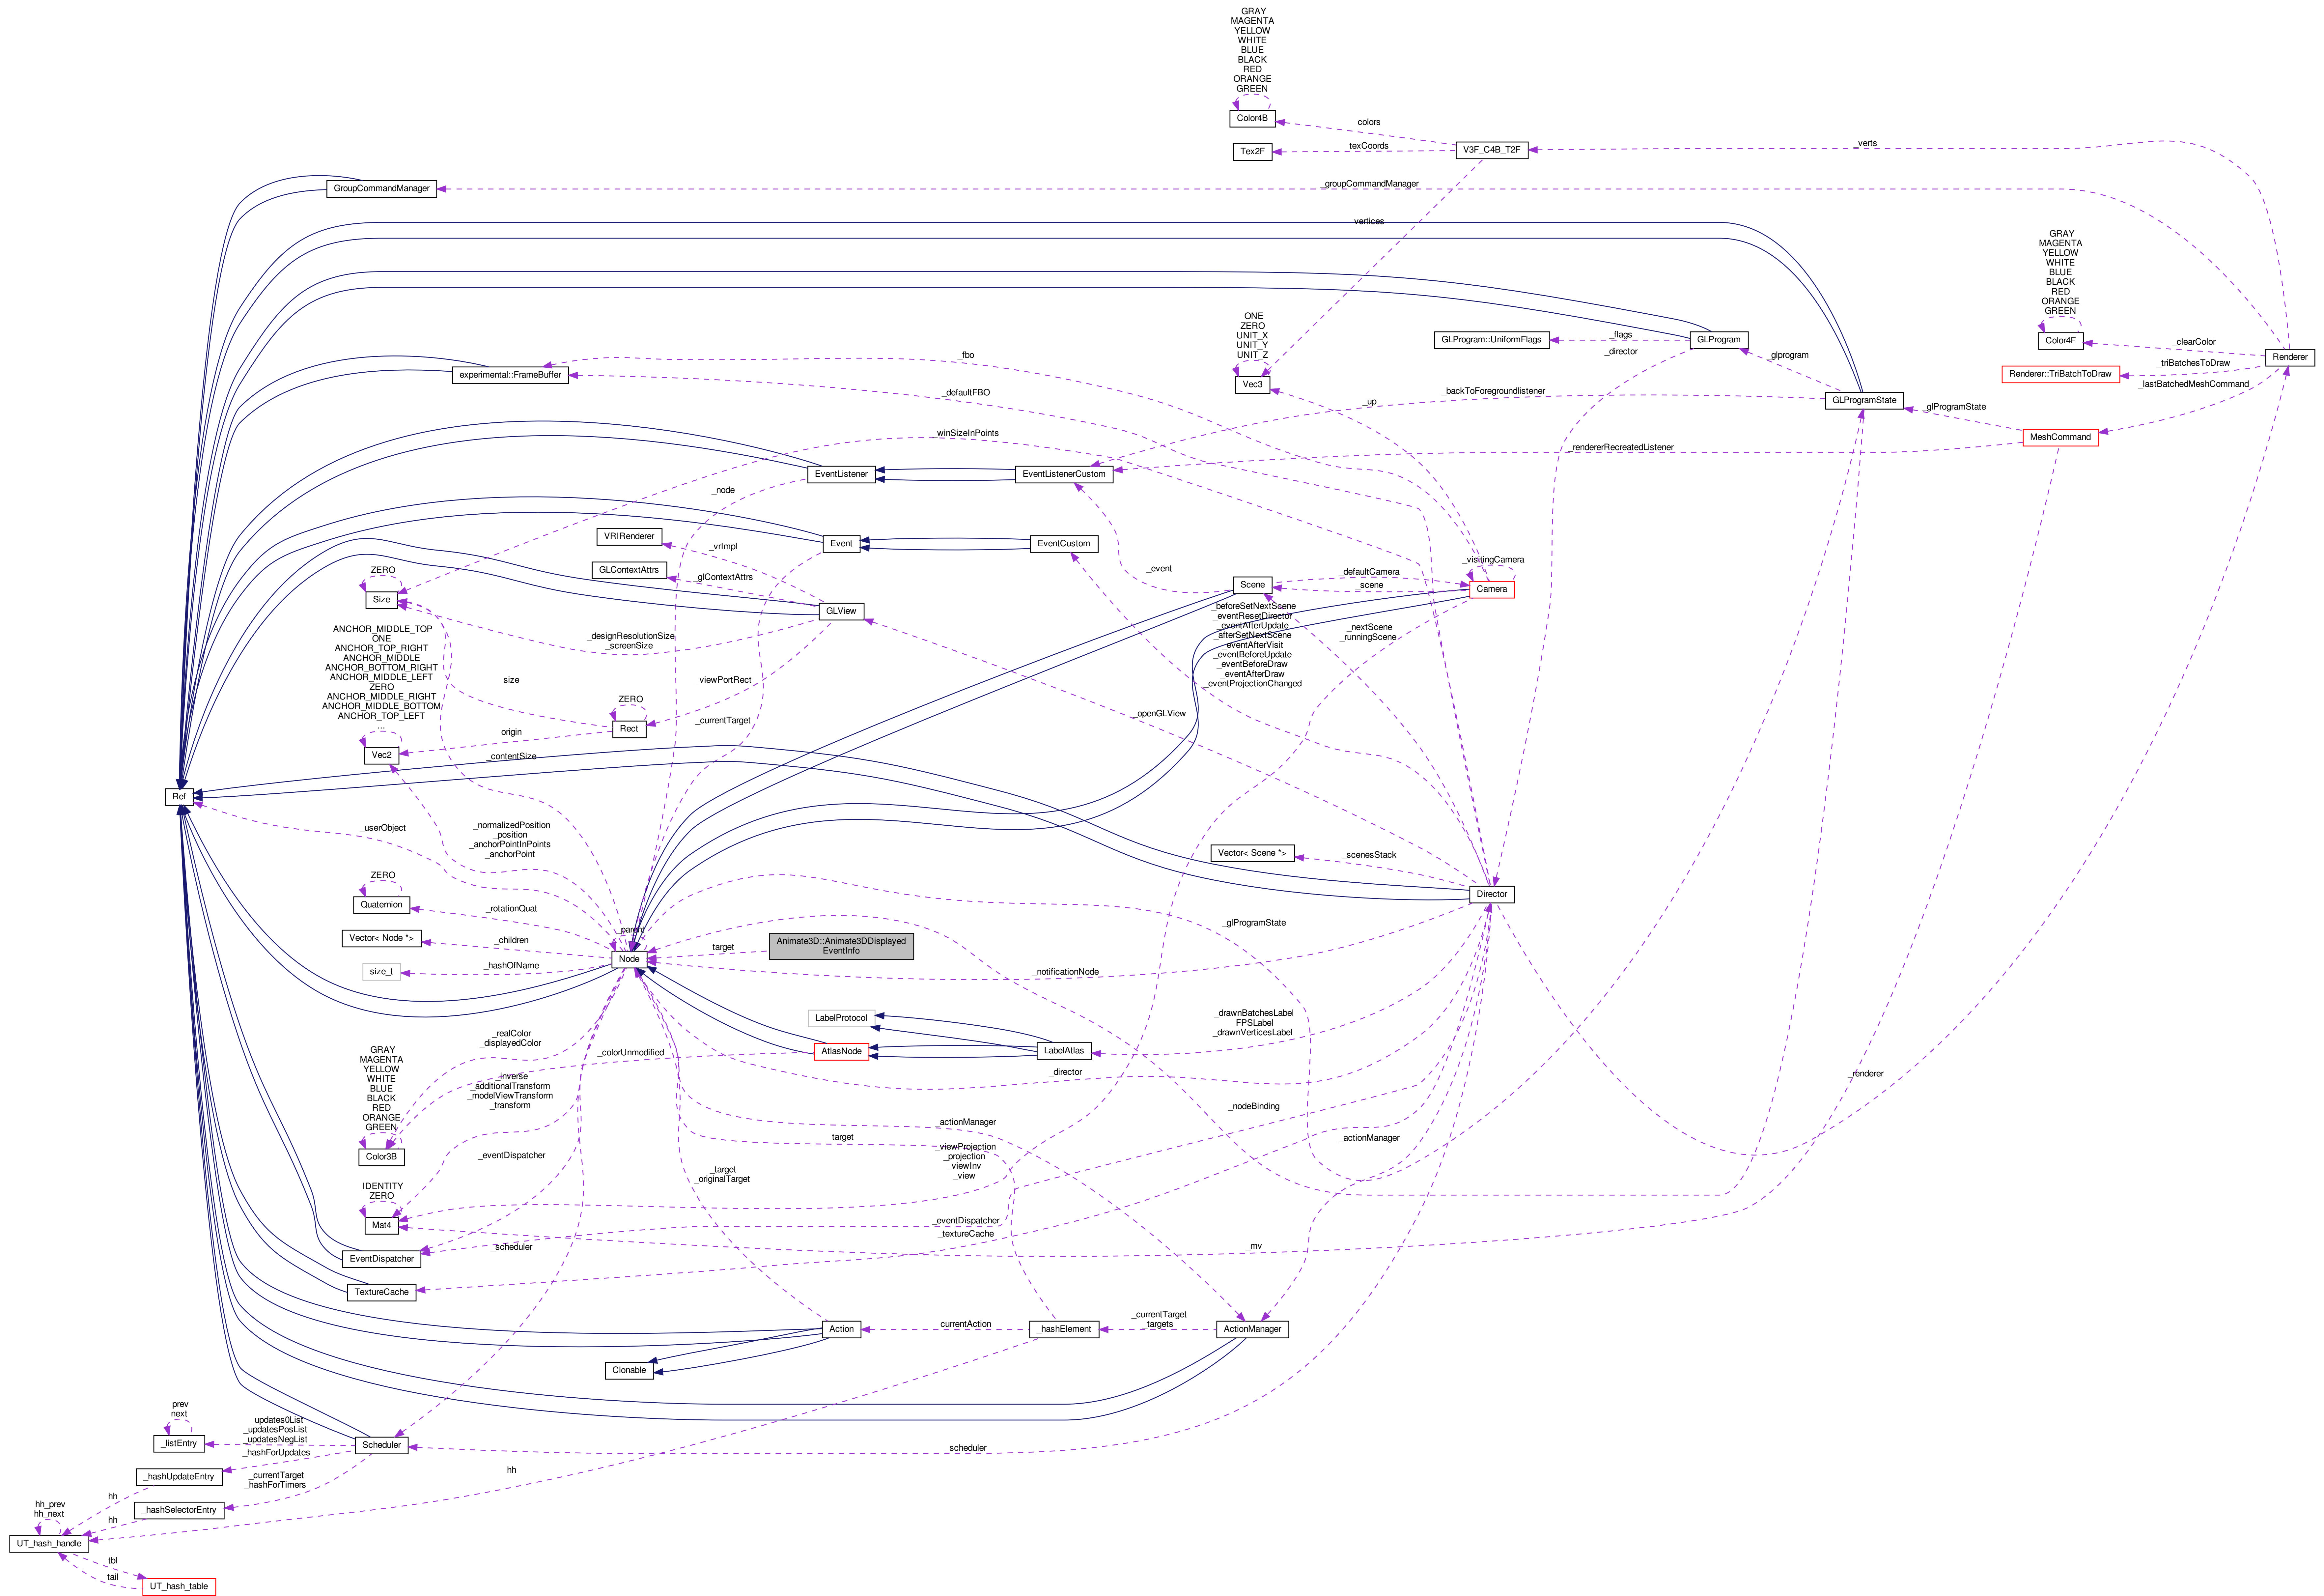 GRAY
MAGENTA
YELLOW
WHITE
BLUE
BLACK
RED
ORANGE
GREEN
Color4B
colors
Tex2F
texCoords
V3F_C4B_T2F
_verts
GroupCommandManager
_groupCommandManager
vertices
GRAY
MAGENTA
YELLOW
WHITE
BLUE
BLACK
RED
ORANGE
GREEN
Color4F
_clearColor
Renderer
ONE
ZERO
UNIT_X
UNIT_Y
UNIT_Z
Vec3
GLProgram::UniformFlags
_flags
GLProgram
_director
_glprogram
_fbo
experimental::FrameBuffer
_defaultFBO
Renderer::TriBatchToDraw
_triBatchesToDraw
_lastBatchedMeshCommand
_up
_backToForegroundlistener
GLProgramState
_glProgramState
MeshCommand
_winSizeInPoints
_rendererRecreatedListener
EventListener
EventListenerCustom
_node
VRIRenderer
_vrImpl
Event
EventCustom
GLContextAttrs
_glContextAttrs
ZERO
Size
_event
Scene
_defaultCamera
_scene
_visitingCamera
Camera
GLView
_designResolutionSize
_screenSize
_beforeSetNextScene
_eventResetDirector
_eventAfterUpdate
_afterSetNextScene
_eventAfterVisit
_eventBeforeUpdate
_eventBeforeDraw
_eventAfterDraw
_eventProjectionChanged
_nextScene
_runningScene
ANCHOR_MIDDLE_TOP
ONE
ANCHOR_TOP_RIGHT
ANCHOR_MIDDLE
ANCHOR_BOTTOM_RIGHT
ANCHOR_MIDDLE_LEFT
ZERO
ANCHOR_MIDDLE_RIGHT
ANCHOR_MIDDLE_BOTTOM
ANCHOR_TOP_LEFT
...
Vec2
size
_viewPortRect
ZERO
Rect
origin
_currentTarget
_openGLView
_contentSize
Ref
_userObject
_normalizedPosition
_position
_anchorPointInPoints
_anchorPoint
Vector< Scene *>
_scenesStack
Director
ZERO
Quaternion
_rotationQuat
Vector< Node *>
_children
size_t
_hashOfName
_parent
Node
target
Animate3D::Animate3DDisplayed
EventInfo
_glProgramState
_notificationNode
LabelProtocol
AtlasNode
LabelAtlas
_drawnBatchesLabel
_FPSLabel
_drawnVerticesLabel
_realColor
_displayedColor
_colorUnmodified
_director
_renderer
GRAY
MAGENTA
YELLOW
WHITE
BLUE
BLACK
RED
ORANGE
GREEN
Color3B
_inverse
_additionalTransform
_modelViewTransform
_transform
_nodeBinding
_actionManager
target
_actionManager
_viewProjection
_projection
_viewInv
_view
_eventDispatcher
_target
_originalTarget
IDENTITY
ZERO
Mat4
_eventDispatcher
_textureCache
_mv
EventDispatcher
_scheduler
TextureCache
Action
currentAction
_hashElement
_currentTarget
_targets
ActionManager
Clonable
prev
next
_listEntry
_updates0List
_updatesPosList
_updatesNegList
_hashForUpdates
Scheduler
_scheduler
_hashUpdateEntry
_currentTarget
_hashForTimers
hh
hh
_hashSelectorEntry
hh
hh_prev
hh_next
UT_hash_handle
tbl
tail
UT_hash_table